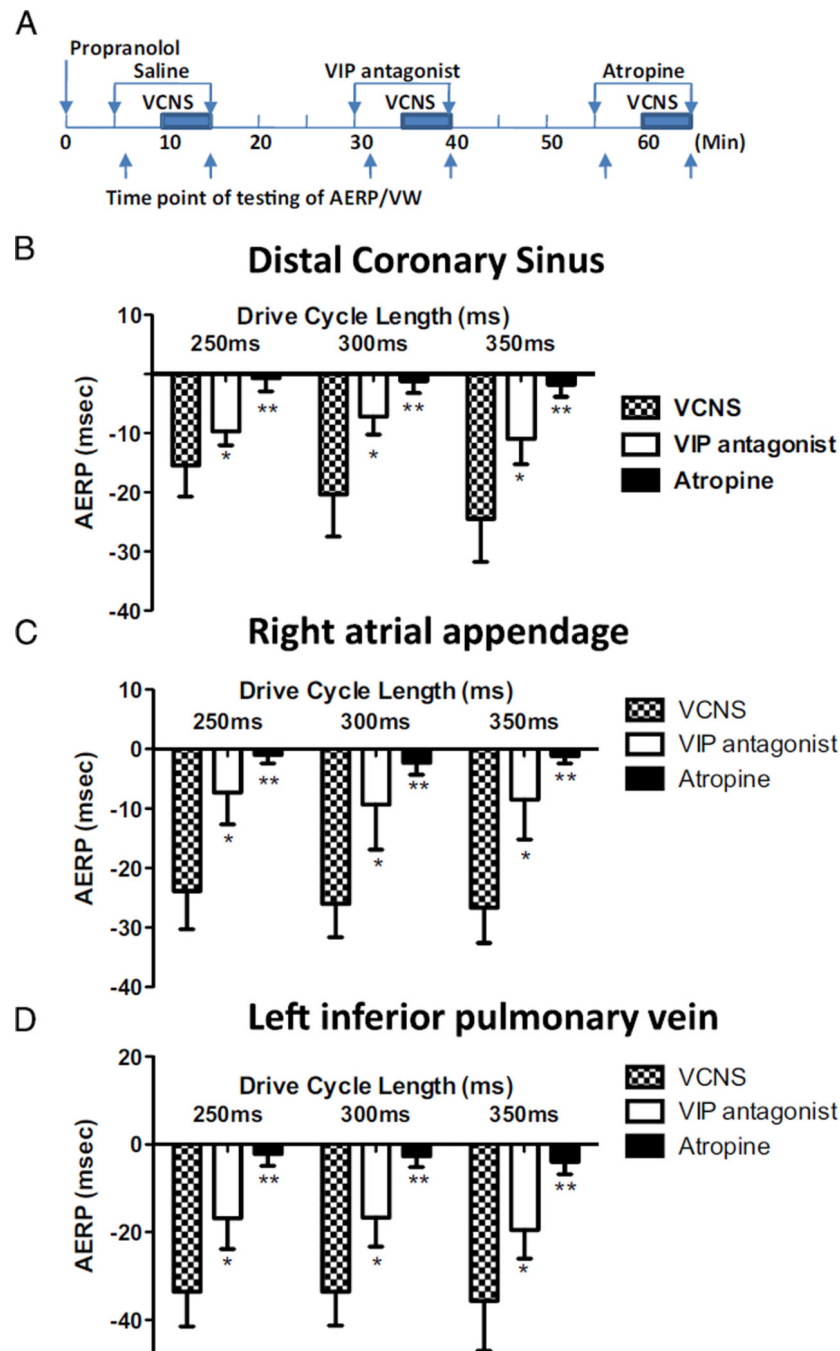 A
Propranolol
Saline VIP antagonist Atropine
VCNS VCNS VCNS
0 10 20 30 40 50 60 (Min)
Time point of testing of AERP/VW
B
Distal Coronary Sinus
Drive Cycle Length (ms)
250ms 300ms 350ms
10
-10
-20
-30
-40
AERP (msec)
* ** * ** * **
VCNS
VIP antagonist
Atropine
C
Right atrial appendage
Drive Cycle Length (ms)
250ms 300ms 350ms
10
0
-10
-20
-30
-40
AERP (msec)
* ** * ** * **
VCNS
VIP antagonist
Atropine
D
Left inferior pulmonary vein
Drive Cycle Length (ms)
250ms 300ms 350ms
20
0
-20
-40
AERP (msec)
* ** * ** * **
VCNS
VIP antagonist
Atropine